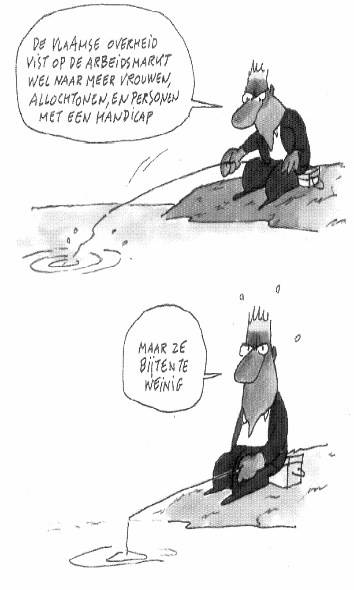 DE VLAAMSE OVERHEID
VIST OP DE ARBEIDSMARKT
WEL NAAR MEER VROUWEN,
ALLOCHTONEN, EN PERSONEN
MET EEN HANDICAP
MAAR ZE
BIJTEN TE
WEINIG